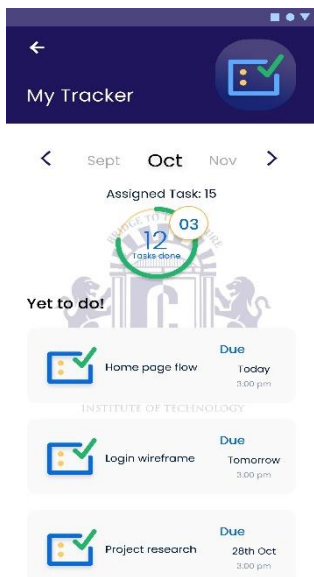 My Tracker
Sept Oct Nov
Assigned Task: 15
03
12
Tasks done
Yet to do!
Due
Home page flow Today
3:00 pm
INSTITUTE OF TECHNOLOGY
Due
Login wireframe Tomorrow
3:00 pm
Due
Project research 28th Oct
3:00 pm